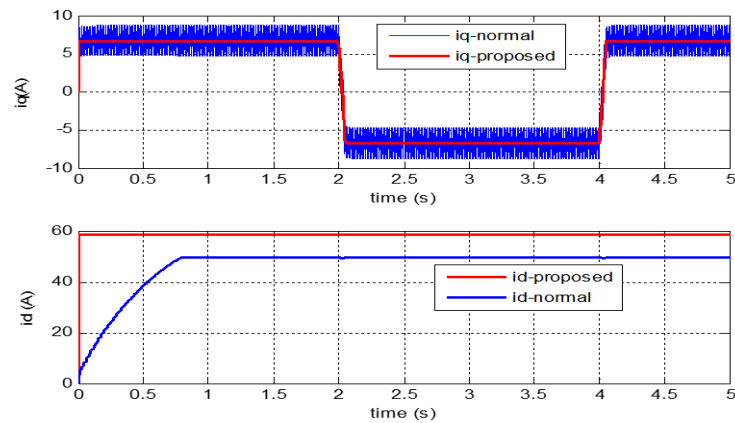 10
5
0
-5
-10
iq(A)
iq-normal
iq-proposed
0 0.5 1 1.5 2 2.5 3 3.5 4 4.5 5
time (s)
60
40
20
0
id (A)
id-proposed
id-normal
0 0.5 1 1.5 2 2.5 3 3.5 4 4.5 5
time (s)